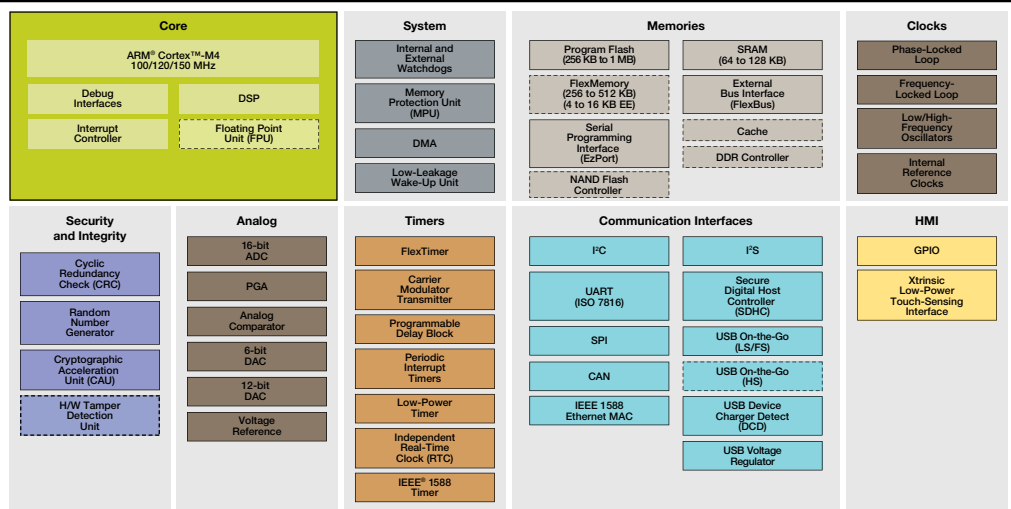 Core
ARM® Cortex™-M4
100/120/150 MHz
Debug
Interfaces
DSP
Interrupt
Controller
Floating Point
Unit (FPU)
System
Internal and
External
Watchdogs
Memory
Protection Unit
(MPU)
DMA
Low-Leakage
Wake-Up Unit
Memories
Program Flash
(256 KB to 1 MB)
SRAM
(64 to 128 KB)
FlexMemory
(256 to 512 KB)
(4 to 16 KB EE)
External
Bus Interface
(FlexBus)
Serial
Programming
Interface
(EzPort)
Cache
DDR Controller
NAND Flash
Controller
Clocks
Phase-Locked
Loop
Frequency-
Locked Loop
Low/High-
Frequency
Oscillators
Internal
Reference
Clocks
Security
and Integrity
Cyclic
Redundancy
Check (CRC)
Random
Number
Generator
Cryptographic
Acceleration
Unit (CAU)
H/W Tamper
Detection
Unit
Analog
16-bit
ADC
PGA
Analog
Comparator
6-bit
DAC
12-bit
DAC
Voltage
Reference
Timers
FlexTimer
Carrier
Modulator
Transmitter
Programmable
Delay Block
Periodic
Interrupt
Timers
Low-Power
Timer
Independent
Real-Time
Clock (RTC)
IEEE® 1588
Timer
Communication Interfaces
I²C
I²S
UART
(ISO 7816)
Secure
Digital Host
Controller
(SDHC)
SPI
USB On-the-Go
(LS/FS)
CAN
USB On-the-Go
(HS)
IEEE 1588
Ethernet MAC
USB Device
Charger Detect
(DCD)
USB Voltage
Regulator
HMI
GPIO
Xtrinsic
Low-Power
Touch-Sensing
Interface